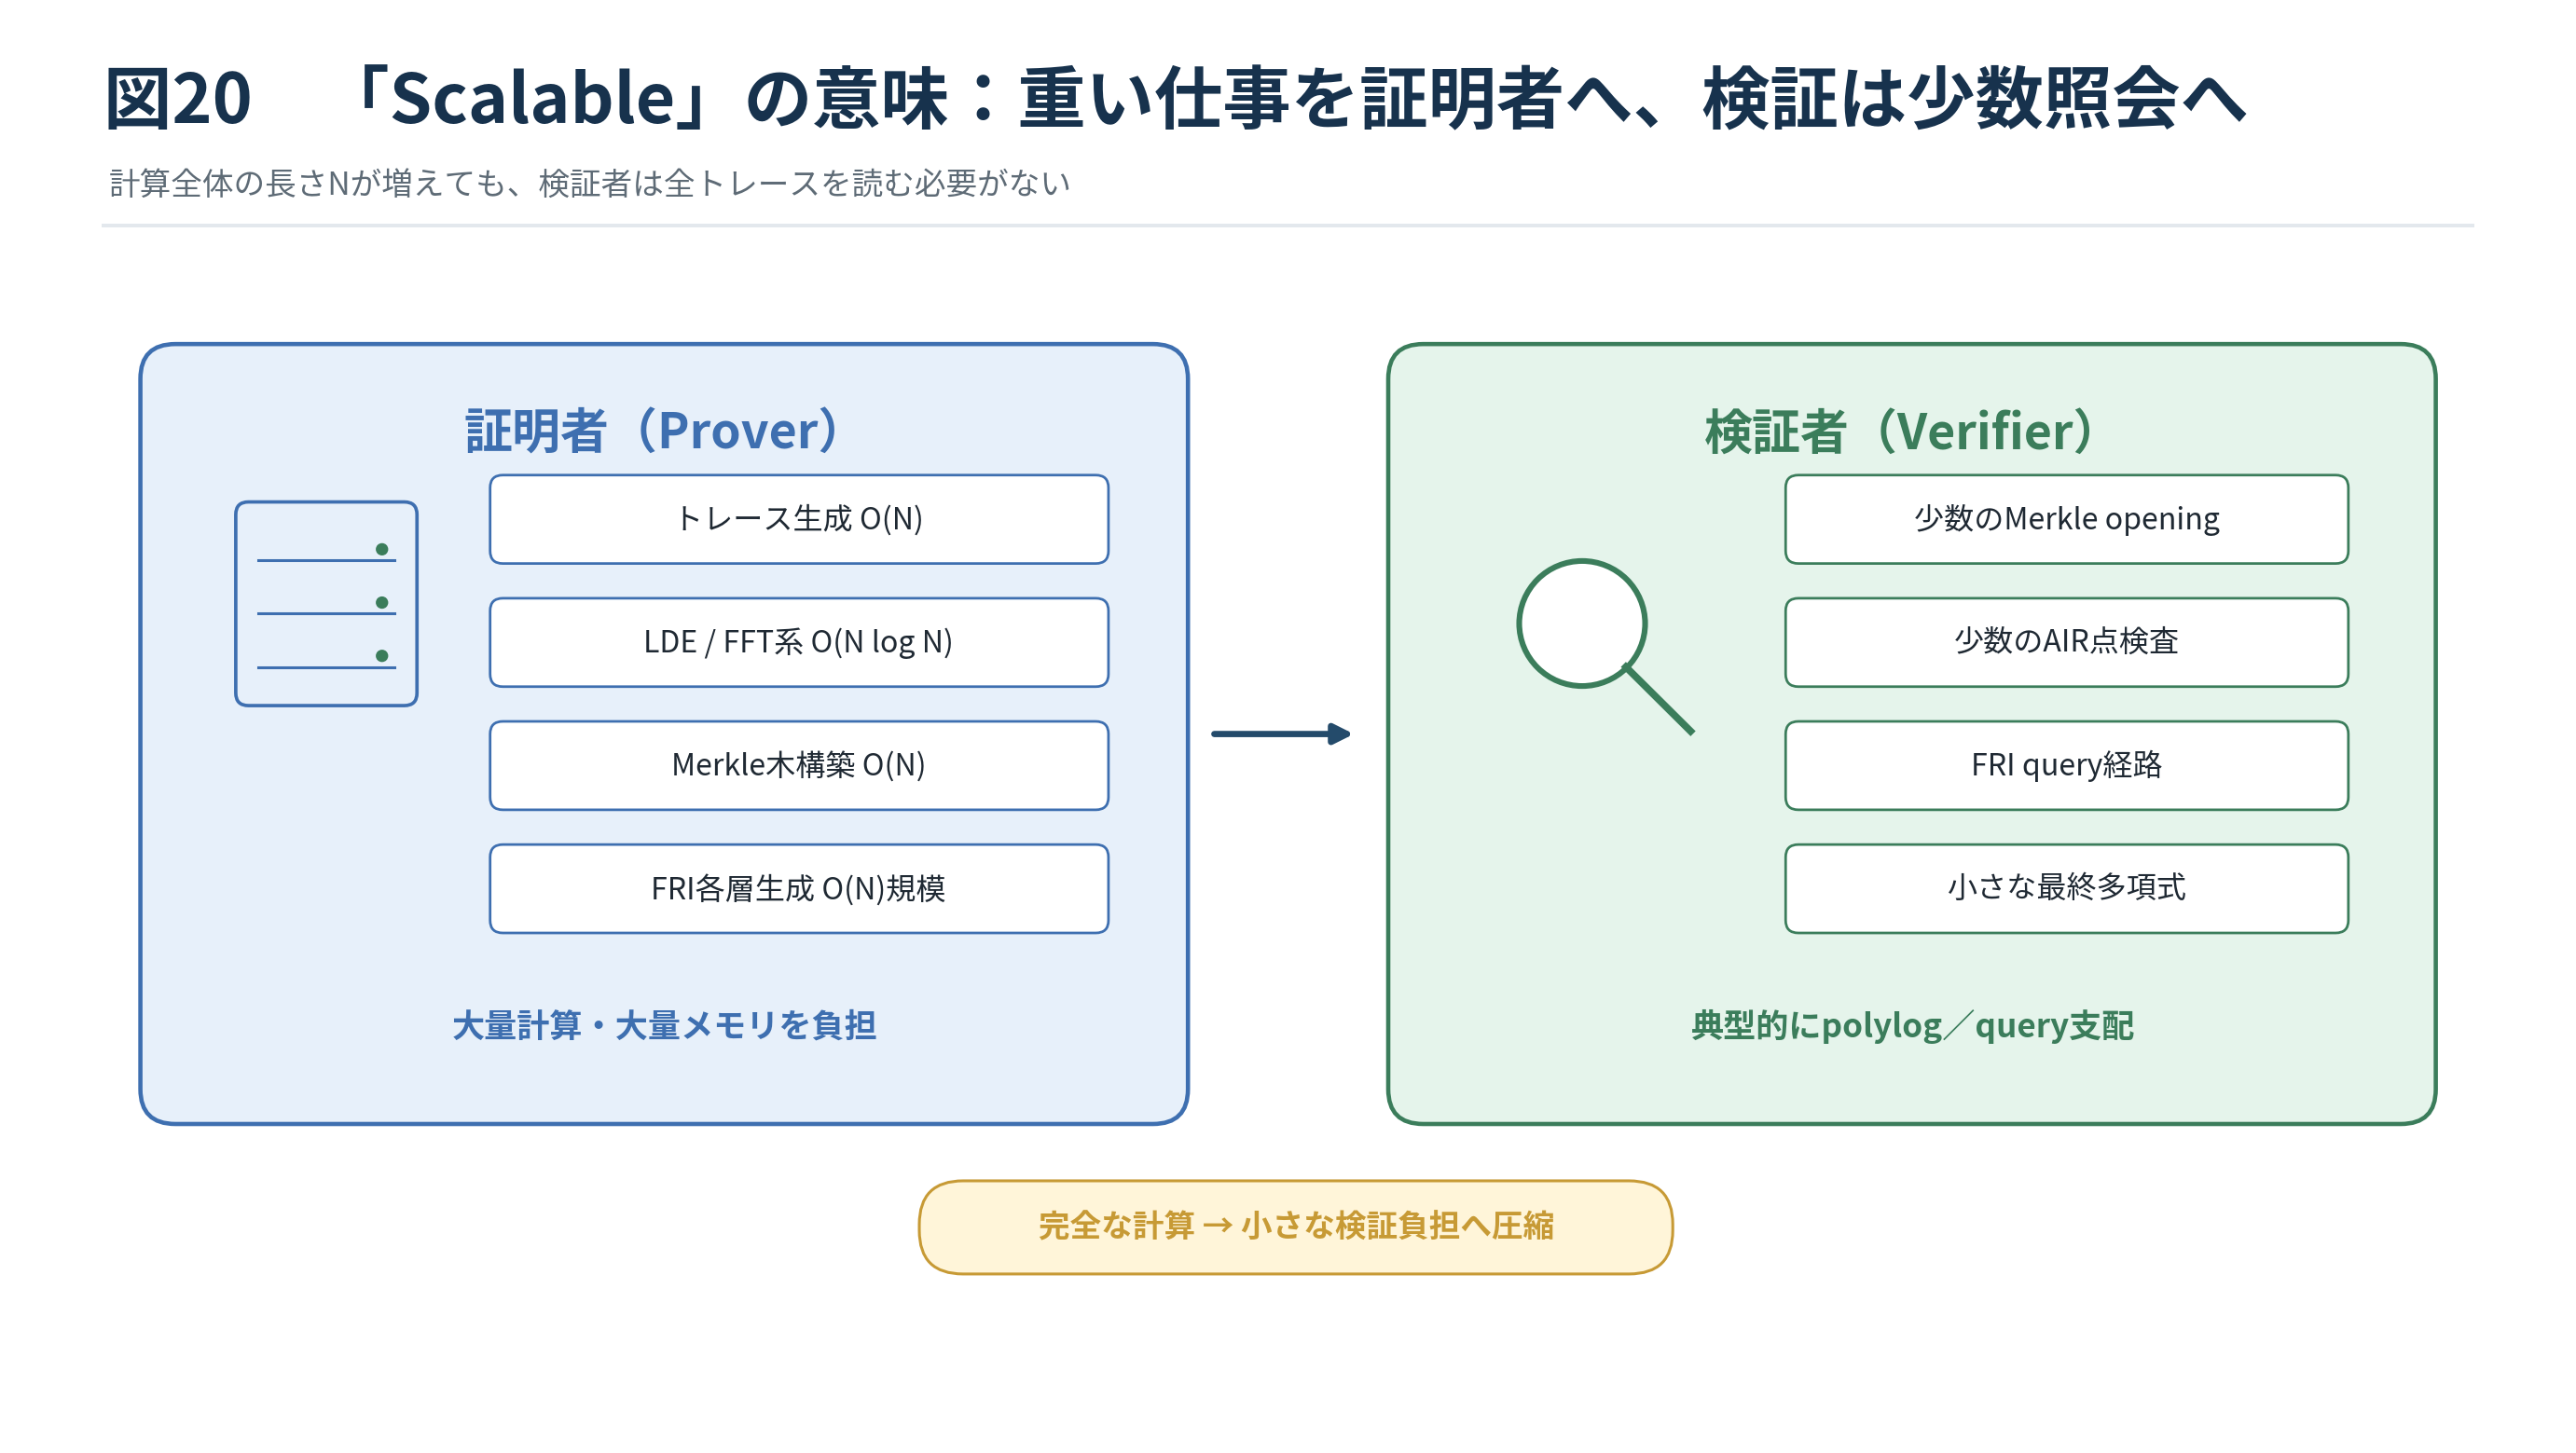 図20　「Scalable」の意味：重い仕事を証明者へ、検証は少数照会へ
計算全体の長さNが増えても、検証者は全トレースを読む必要がない
証明者（Prover）
トレース生成 O(N)
LDE / FFT系 O(N log N)
Merkle木構築 O(N)
FRI各層生成 O(N)規模
大量計算・大量メモリを負担
検証者（Verifier）
少数のMerkle opening
少数のAIR点検査
FRI query経路
小さな最終多項式
典型的にpolylog／query支配
完全な計算 → 小さな検証負担へ圧縮